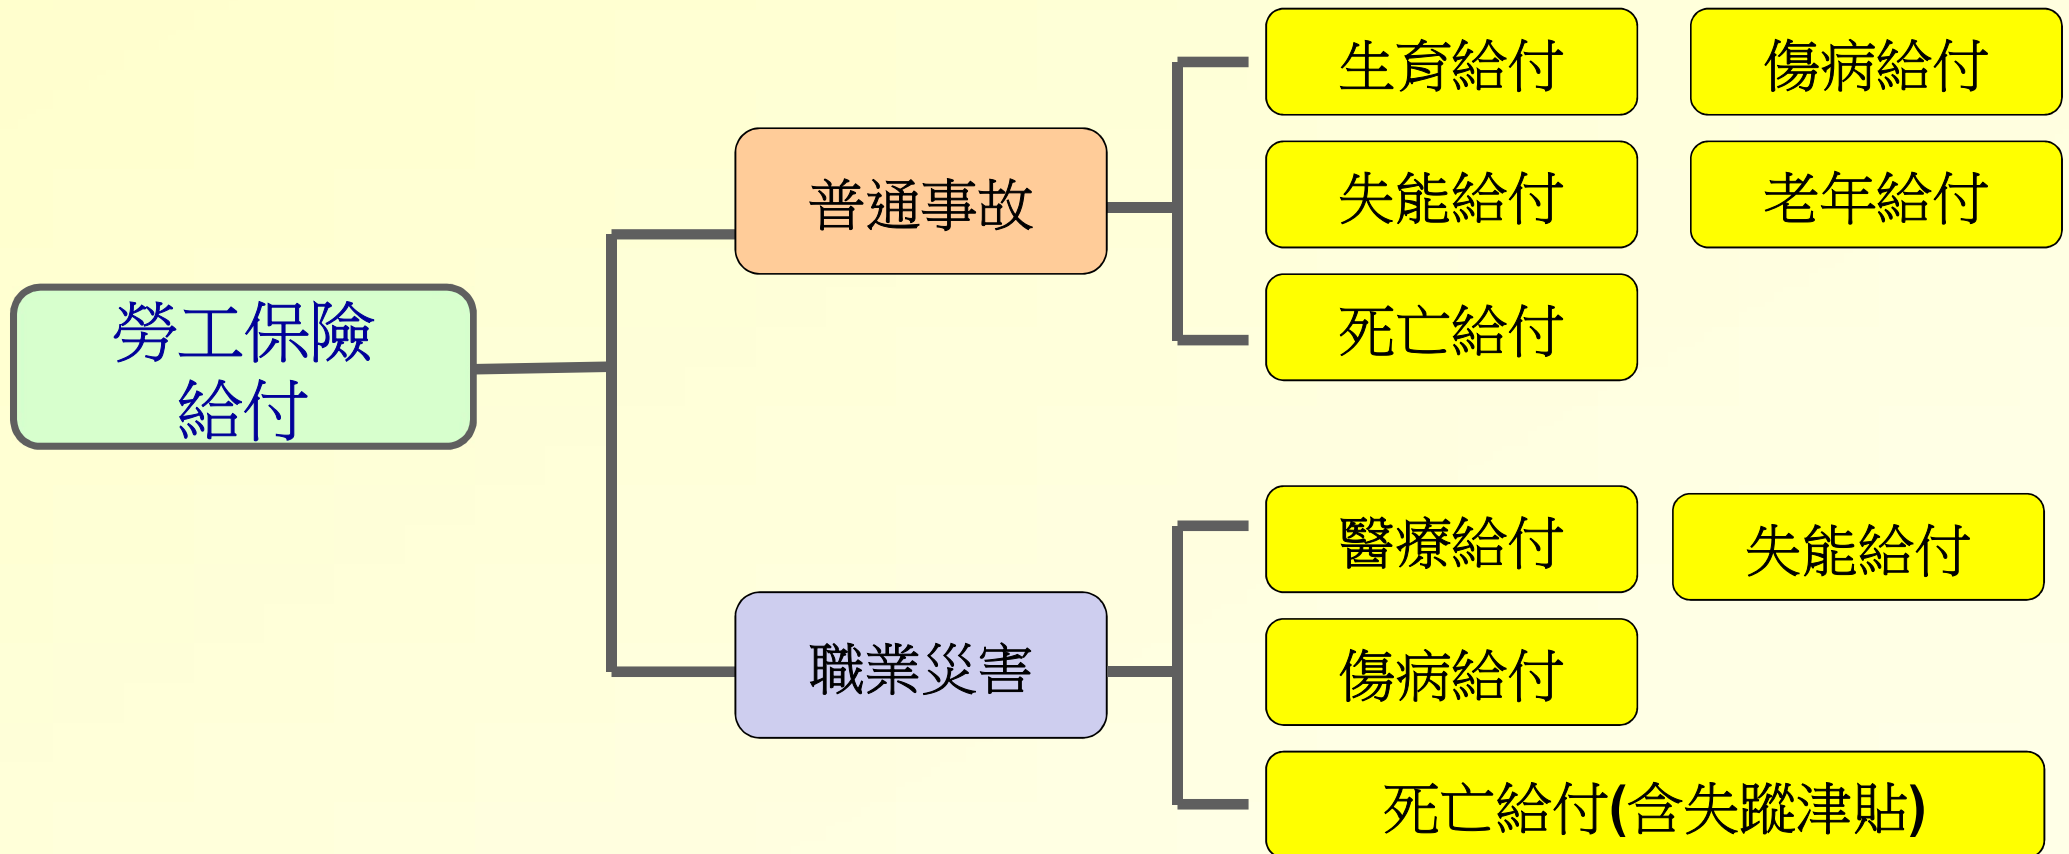 勞工保險
給付
普通事故
生育給付
傷病給付
失能給付
老年給付
死亡給付
職業災害
醫療給付
失能給付
傷病給付
死亡給付(含失蹤津貼)